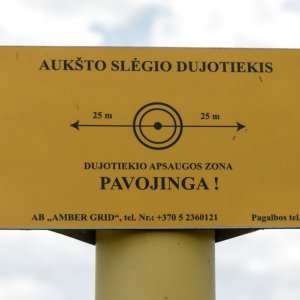 AUKŠTO SLĖGIO DUJOTIEKIS
25 m 25 m
DUJOTIEKIO APSAUGOS ZONA
PAVOJINGA !
AB „AMBER GRID“, tel. Nr.: +370 5 2360121 Pagalbos tel.